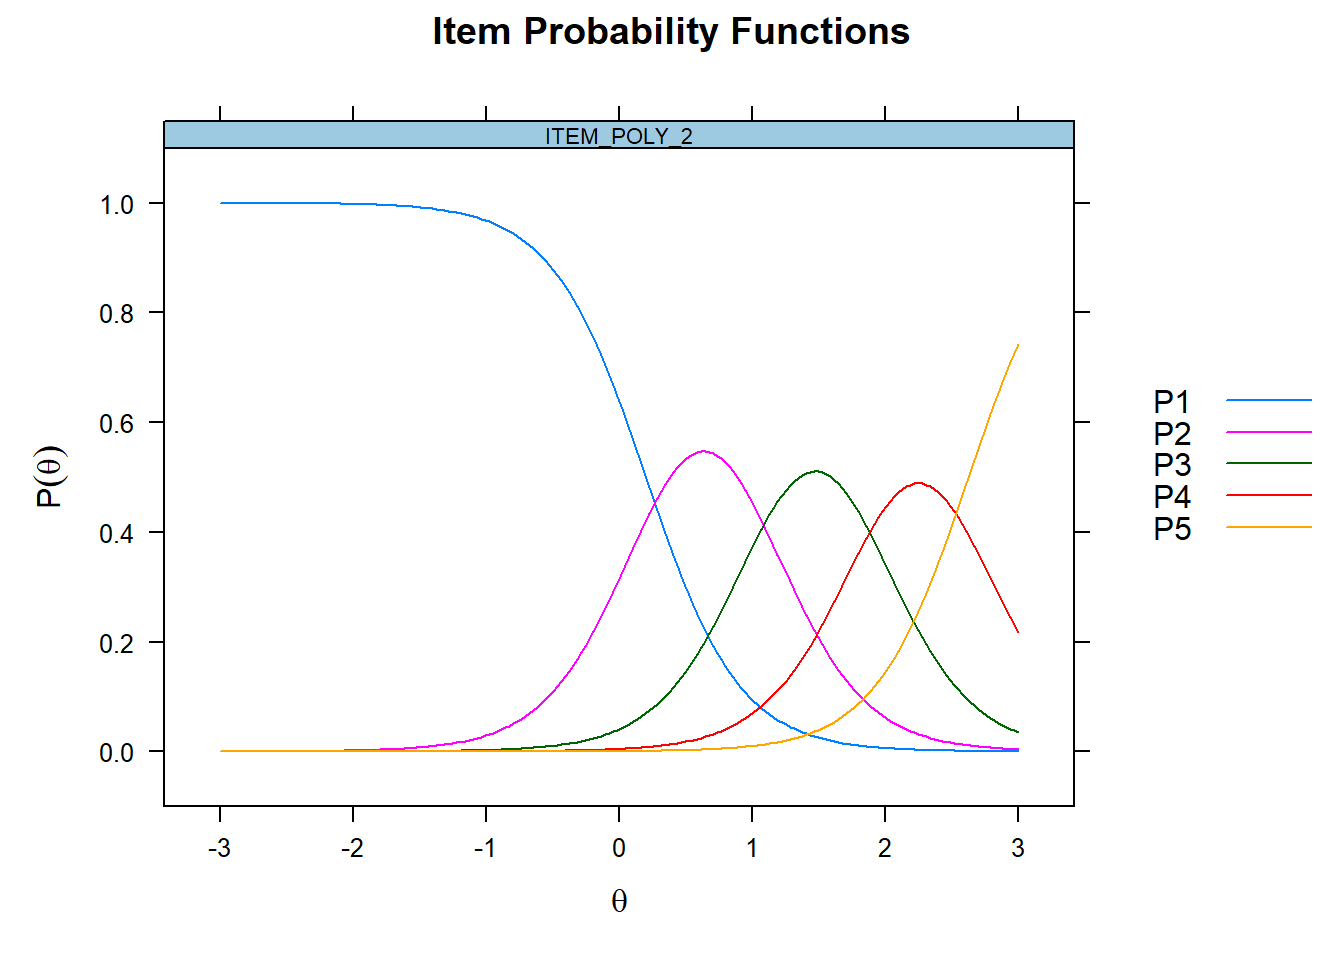 Item Probability Functions
ITEM_POLY_2
1.0
0.8
0.6
0.4
0.2
0.0
P(θ)
-3 -2 -1 0 1 2 3
θ
P1
P2
P3
P4
P5